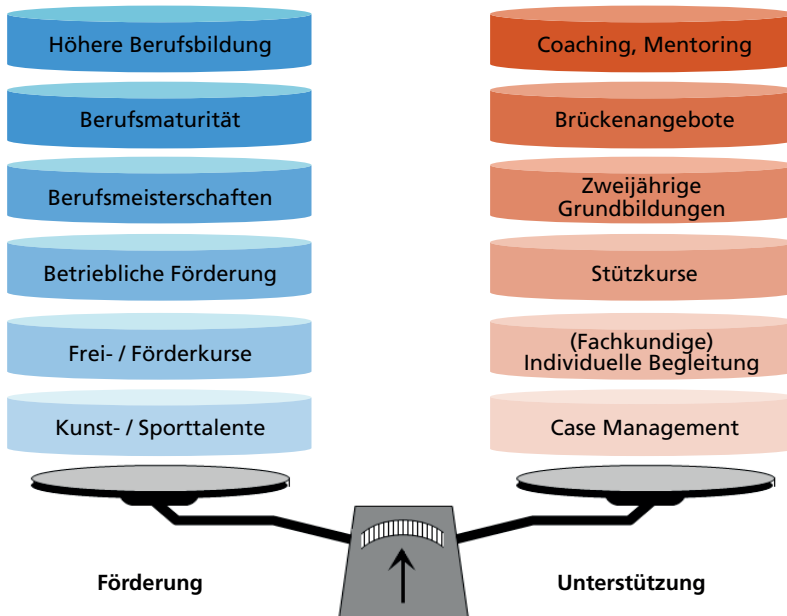 Höhere Berufsbildung
Berufsmaturität
Berufsmeisterschaften
Betriebliche Förderung
Frei- / Förderkurse
Kunst- / Sporttalente
Förderung
Coaching, Mentoring
Brückenangebote
Zweijährige
Grundbildungen
Stützkurse
(Fachkundige)
Individuelle Begleitung
Case Management
Unterstützung